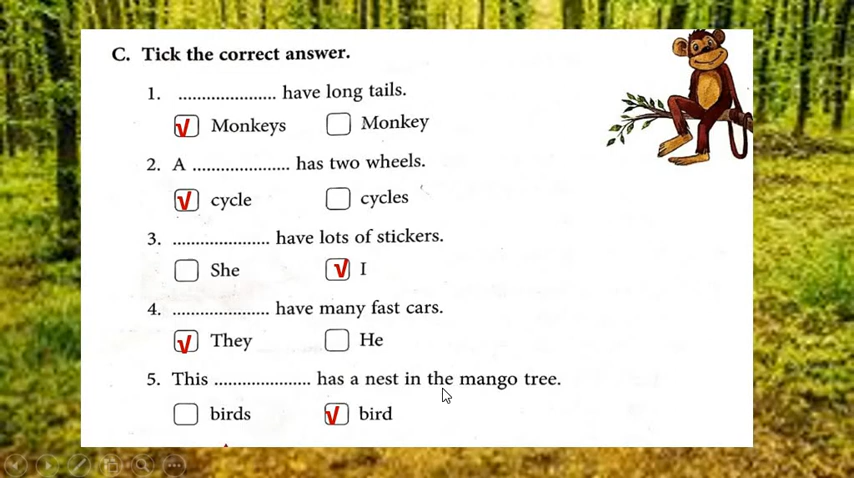 C. Tick the correct answer.
1. ..................... have long tails.
Monkeys Monkey
2. A ..................... has two wheels.
cycle cycles
3. ..................... have lots of stickers.
She I
4. ..................... have many fast cars.
They He
5. This ..................... has a nest in the mango tree.
birds bird